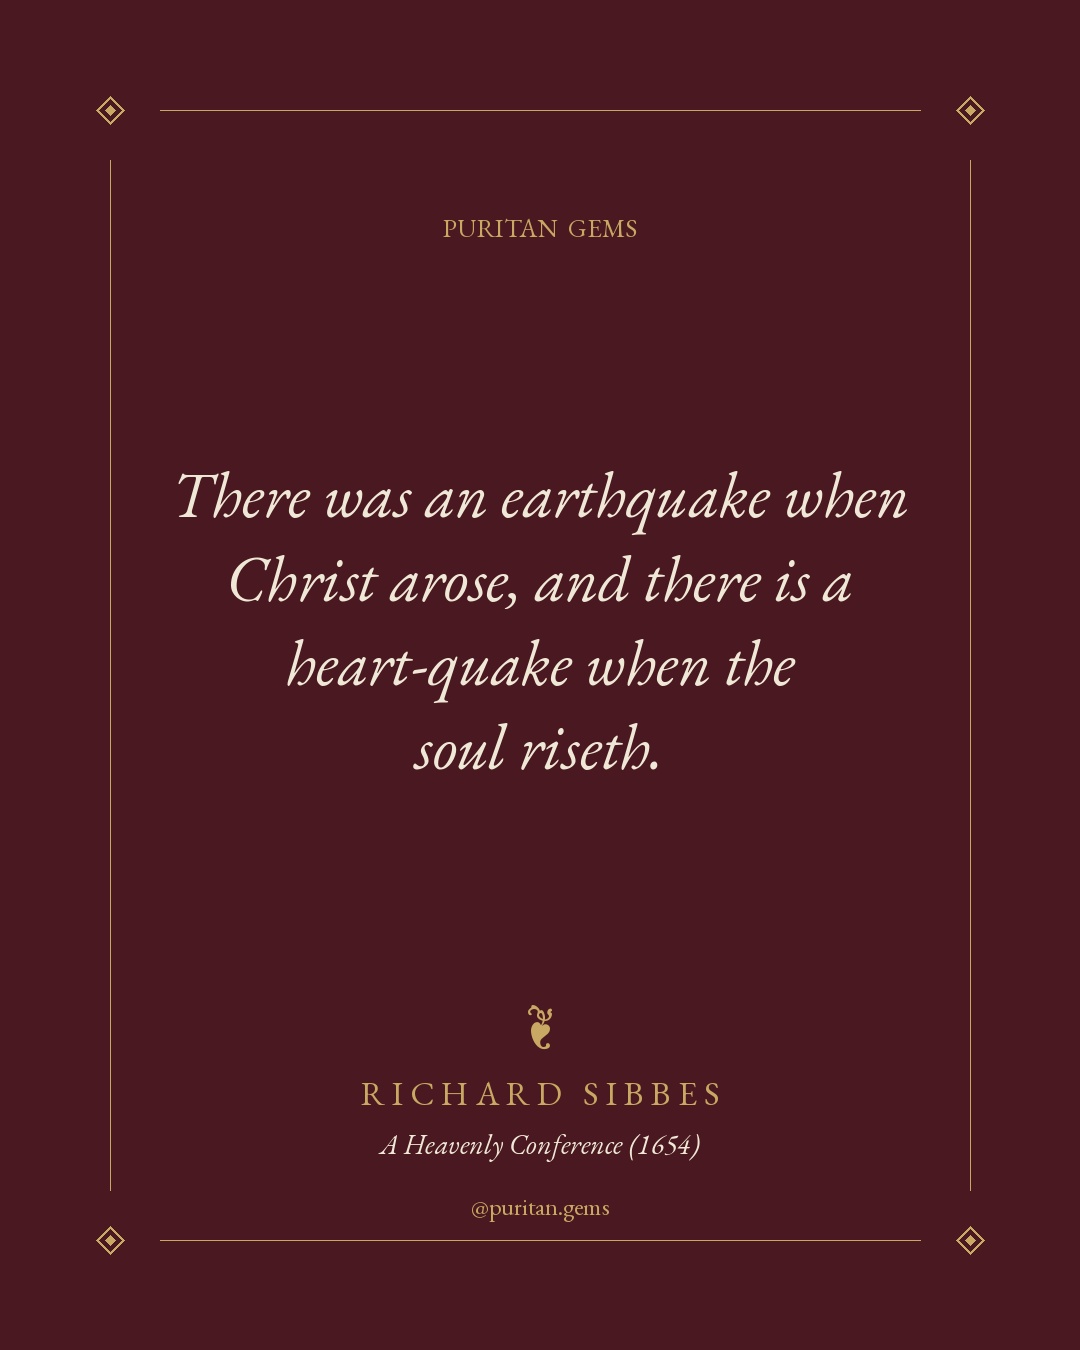 PURITAN GEMS
There was an earthquake when
Christ arose, and there is a
heart-quake when the
soul riseth.
RICHARD SIBBES
A Heavenly Conference (1654)
@puritan.gems